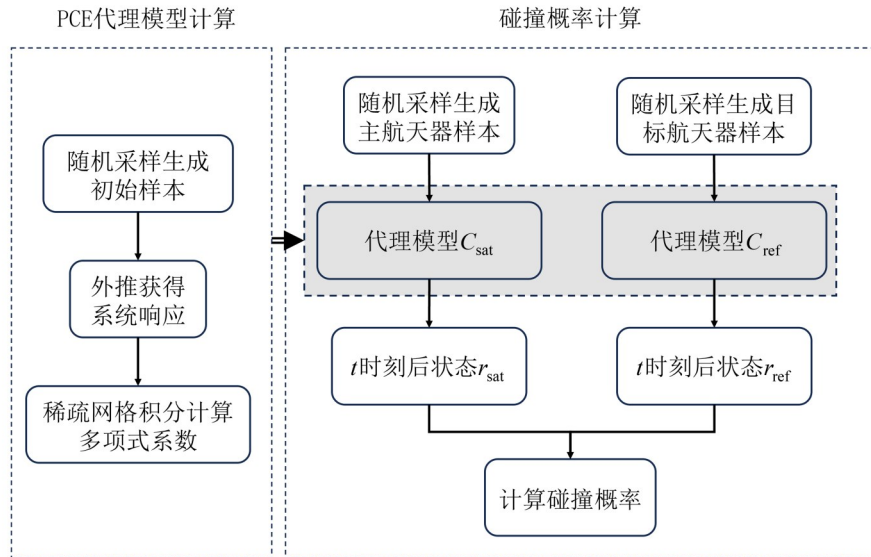 PCE代理模型计算
随机采样生成
初始样本
外推获得
系统响应
稀疏网格积分计算
多项式系数
碰撞概率计算
随机采样生成
主航天器样本
随机采样生成目
标航天器样本
代理模型Csat
代理模型Cref
t时刻后状态rsat
t时刻后状态rref
计算碰撞概率